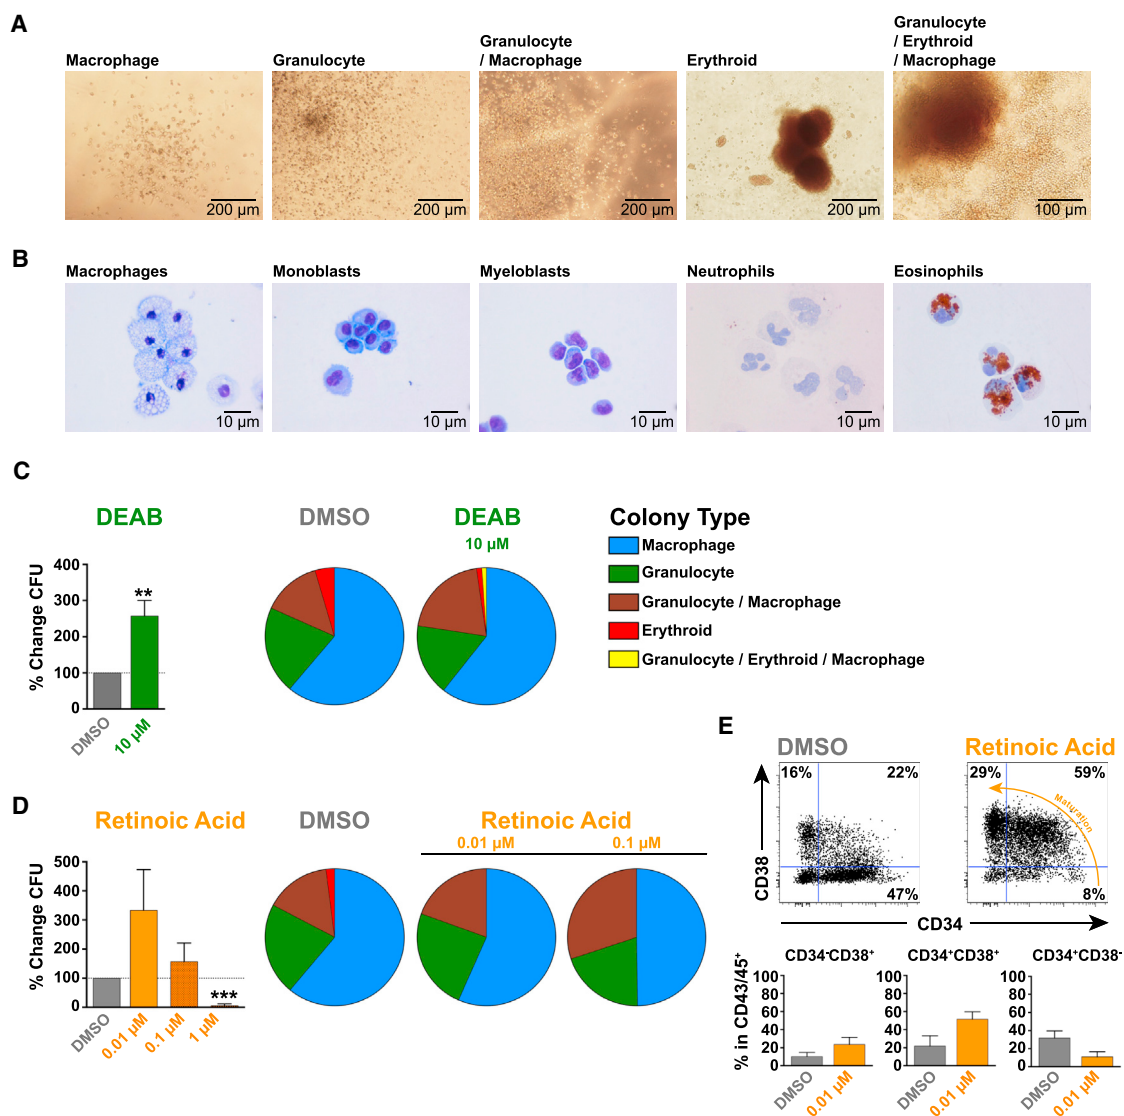 A
Macrophage
Granulocyte
Granulocyte
/ Macrophage
Erythroid
Granulocyte
/ Erythroid
/ Macrophage
200 µm
200 µm
200 µm
200 µm
100 µm
B
Macrophages
Monoblasts
Myeloblasts
Neutrophils
Eosinophils
10 µm
10 µm
10 µm
10 µm
10 µm
C
DEAB
DMSO
DEAB
10 µM
Colony Type
Macrophage
Granulocyte
Granulocyte / Macrophage
Erythroid
Granulocyte / Erythroid / Macrophage
% Change CFU
400
300
200
100
0
**
DMSO
10 µM
D
Retinoic Acid
DMSO
Retinoic Acid
0.01 µM
0.1 µM
% Change CFU
500
400
300
200
100
0
***
DMSO
0.01 µM
0.1 µM
1 µM
E
DMSO
Retinoic Acid
16%
22%
47%
29%
59%
8%
Maturation
CD38
CD34
% in CD43/45⁺
CD34⁻CD38⁺
CD34⁺CD38⁺
CD34⁺CD38⁻
100
80
60
40
20
0
100
80
60
40
20
0
100
80
60
40
20
0
DMSO
0.01 µM
DMSO
0.01 µM
DMSO
0.01 µM